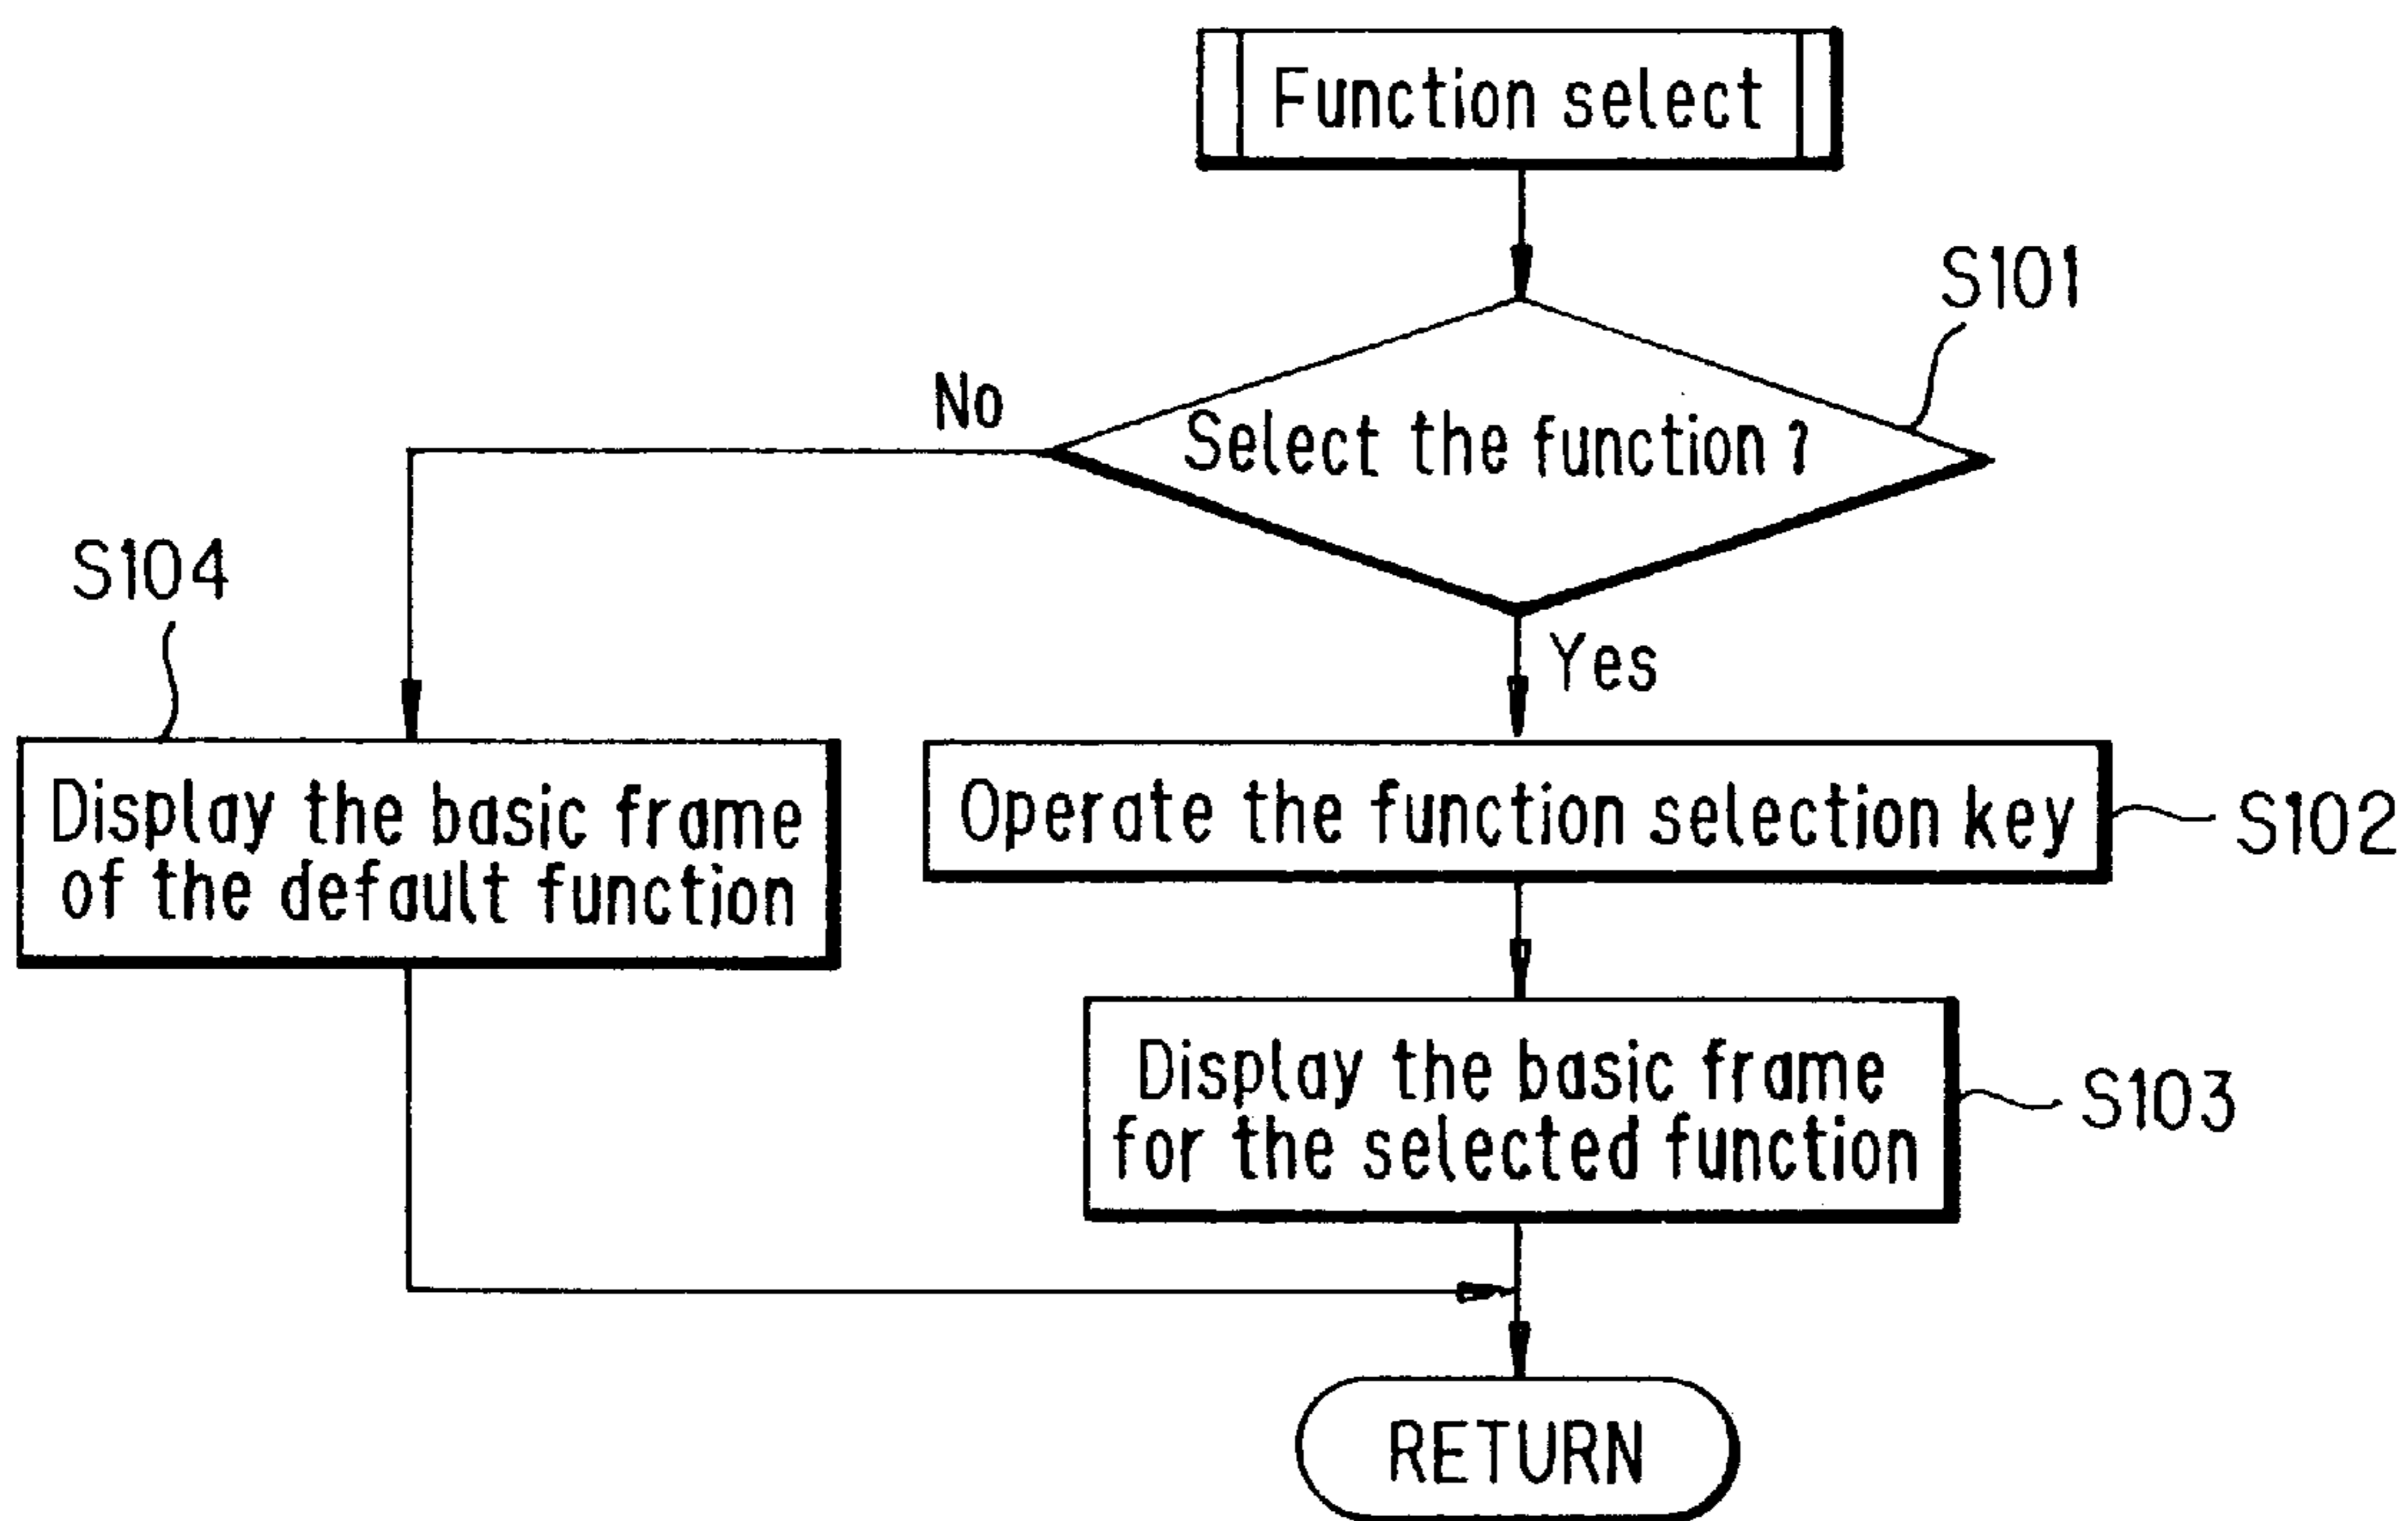 Function select
S101
No
Select the function ?
S104
Yes
Display the basic frame
of the default function
Operate the function selection key
S102
Display the basic frame
for the selected function
S103
RETURN